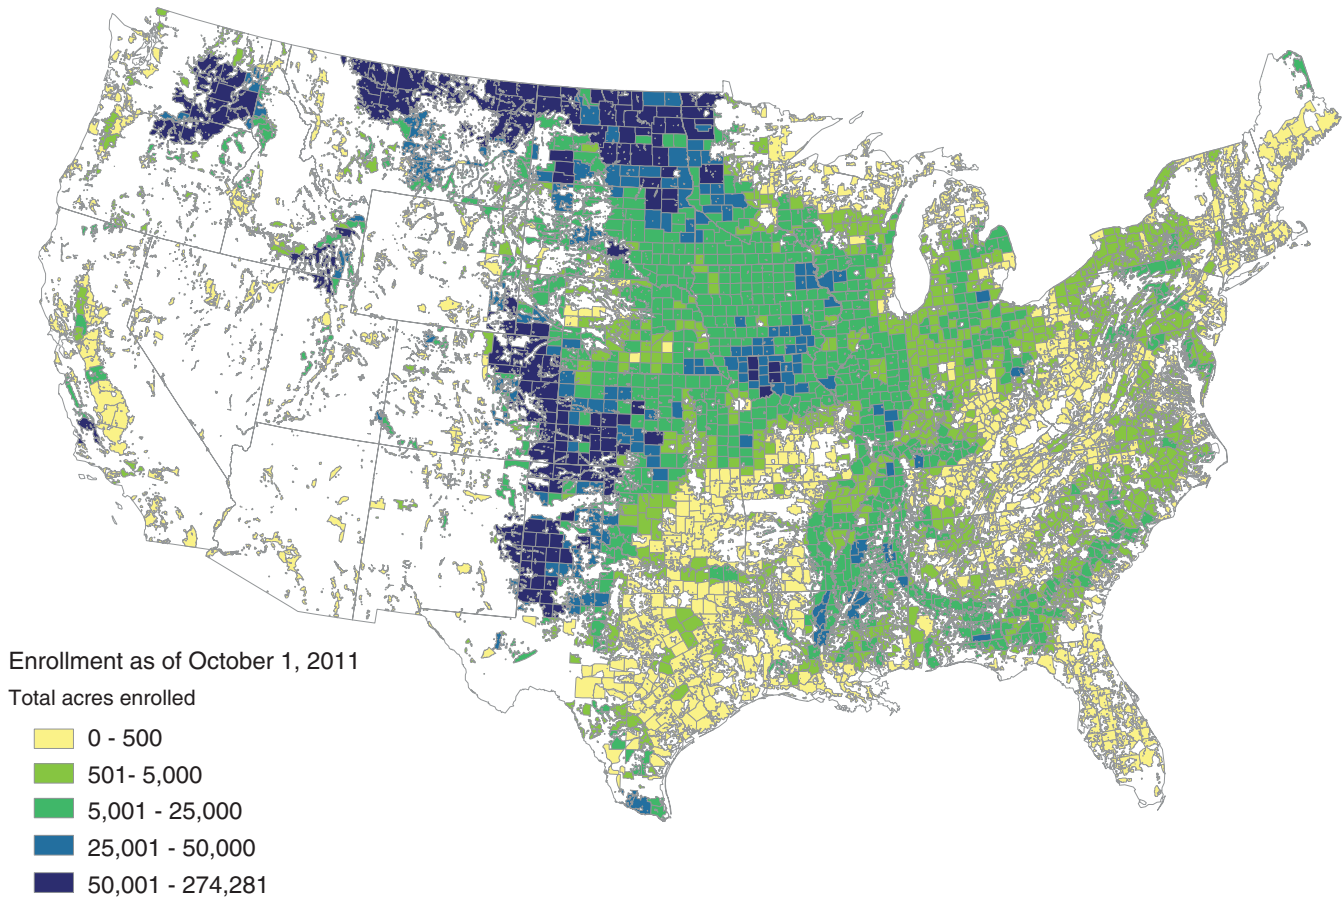 Enrollment as of October 1, 2011
Total acres enrolled
0 - 500
501- 5,000
5,001 - 25,000
25,001 - 50,000
50,001 - 274,281